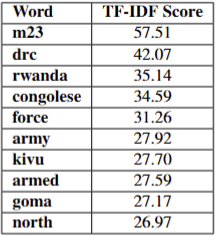 Word TF-IDF Score
m23 57.51
drc 42.07
rwanda 35.14
congolese 34.59
force 31.26
army 27.92
kivu 27.70
armed 27.59
goma 27.17
north 26.97